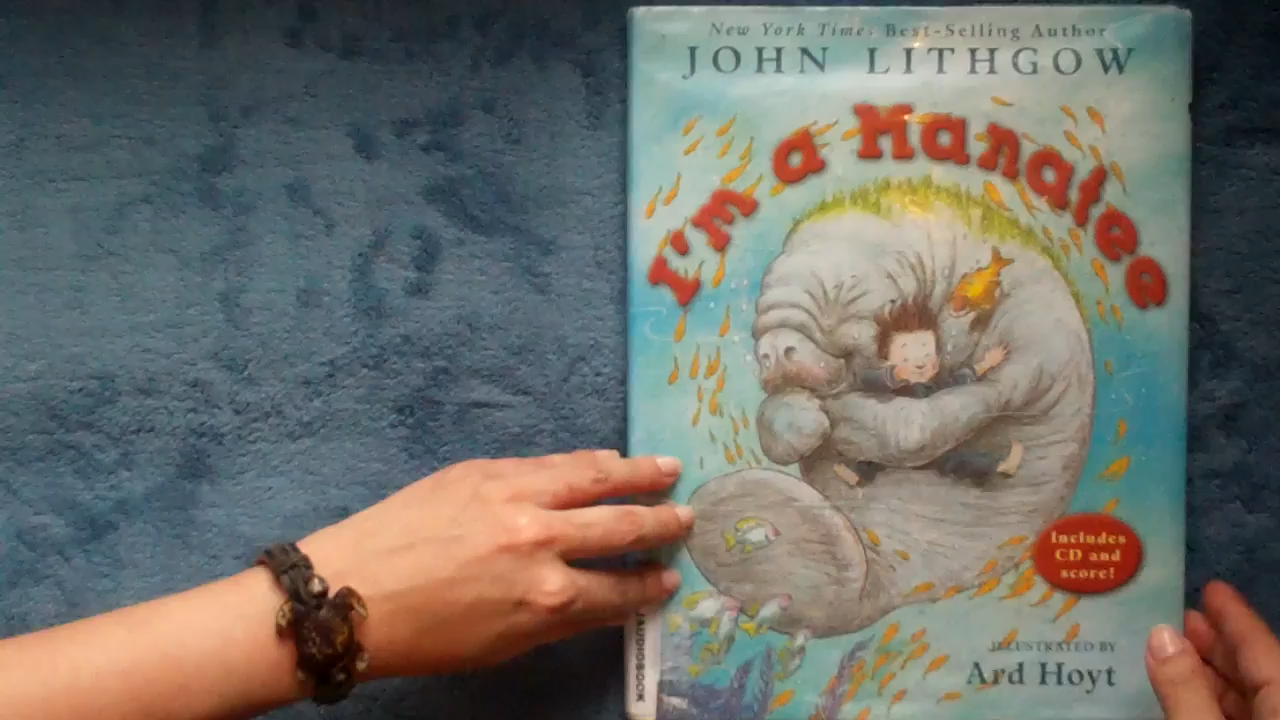 New York Times Best-Selling Author
JOHN LITHGOW
I'm a Manatee
Includes
CD and
score!
ILLUSTRATED BY
Ard Hoyt
AUDIOBOOK